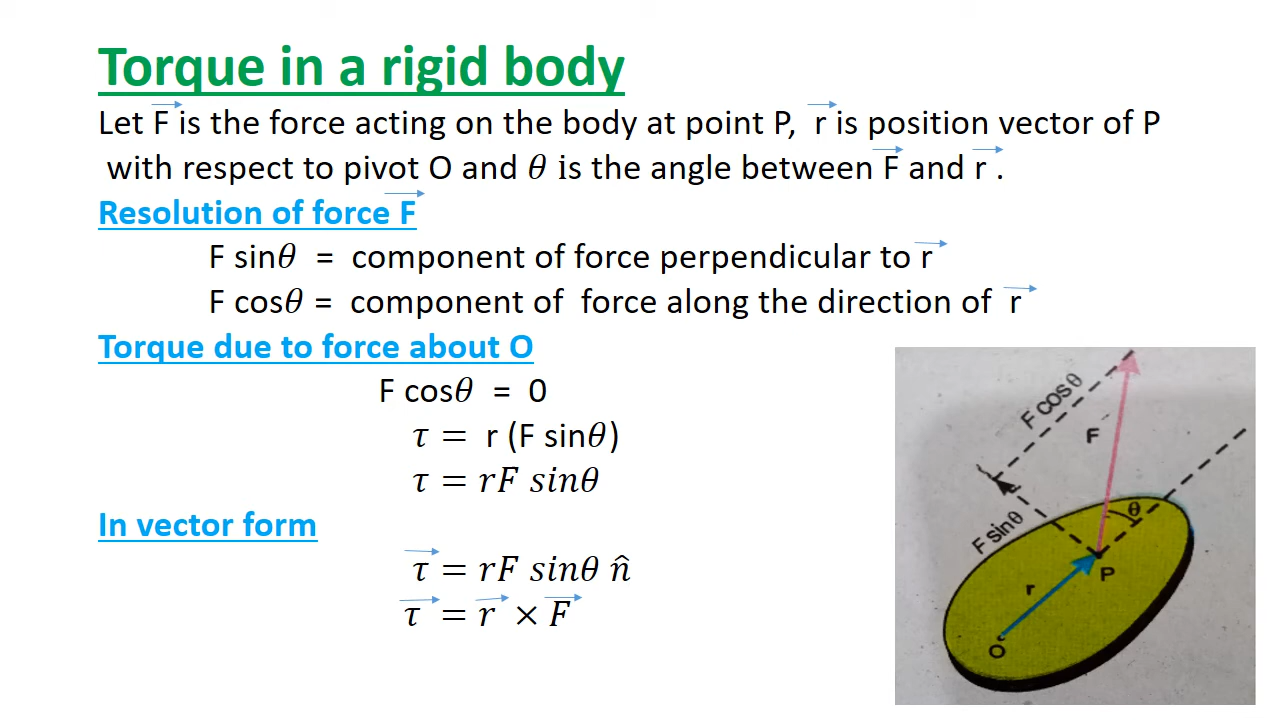 Torque in a rigid body
Let F⃗ is the force acting on the body at point P, r⃗ is position vector of P
with respect to pivot O and θ is the angle between F⃗ and r⃗ .
Resolution of force F⃗
F sinθ = component of force perpendicular to r⃗
F cosθ = component of force along the direction of r⃗
Torque due to force about O
F cosθ = 0
τ = r (F sinθ)
τ = rF sinθ
In vector form
τ⃗ = rF sinθ n̂
τ⃗ = r⃗ × F⃗
F cosθ
F
F sinθ
θ
P
r
O